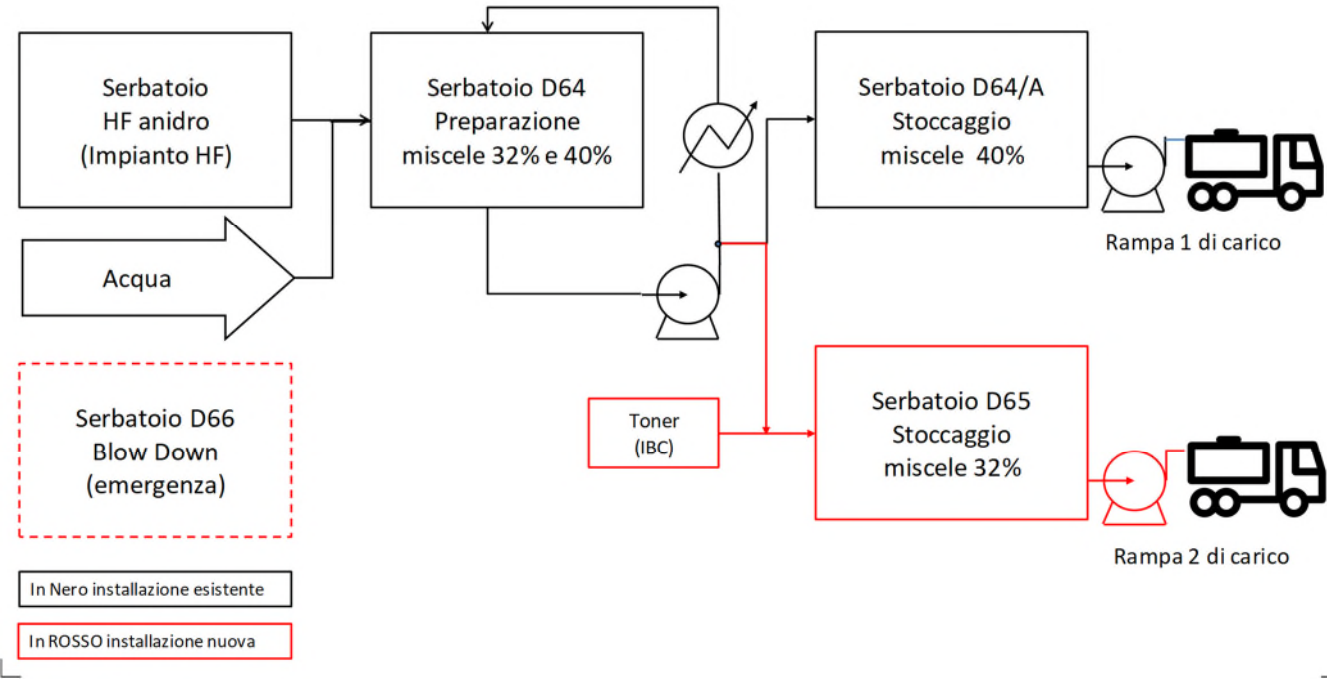 Serbatoio
HF anidro
(Impianto HF)
Serbatoio D64
Preparazione
miscele 32% e 40%
Serbatoio D64/A
Stoccaggio
miscele 40%
Rampa 1 di carico
Acqua
Serbatoio D66
Blow Down
(emergenza)
Toner
(IBC)
Serbatoio D65
Stoccaggio
miscele 32%
Rampa 2 di carico
In Nero installazione esistente
In ROSSO installazione nuova